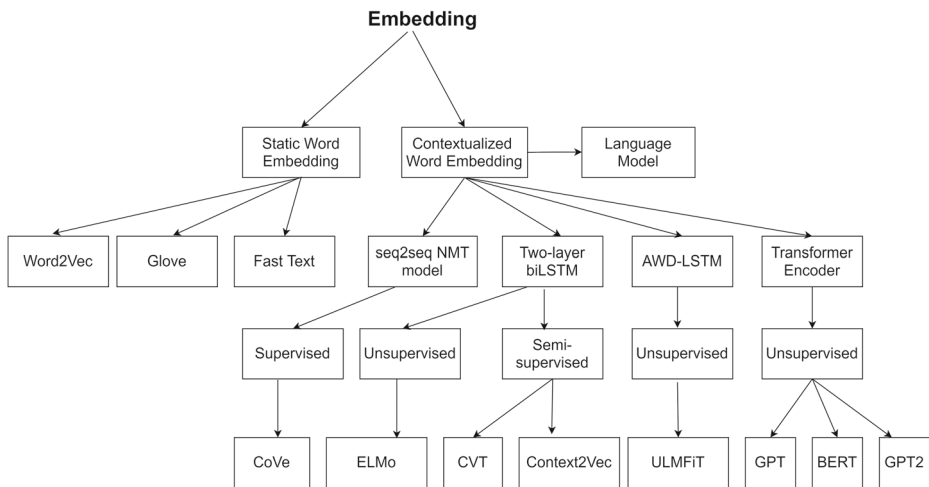 Embedding
Static Word
Embedding
Contextualized
Word Embedding
Language
Model
Word2Vec
Glove
Fast Text
seq2seq NMT
model
Two-layer
biLSTM
AWD-LSTM
Transformer
Encoder
Supervised
Unsupervised
Semi-
supervised
Unsupervised
Unsupervised
CoVe
ELMo
CVT
Context2Vec
ULMFiT
GPT
BERT
GPT2